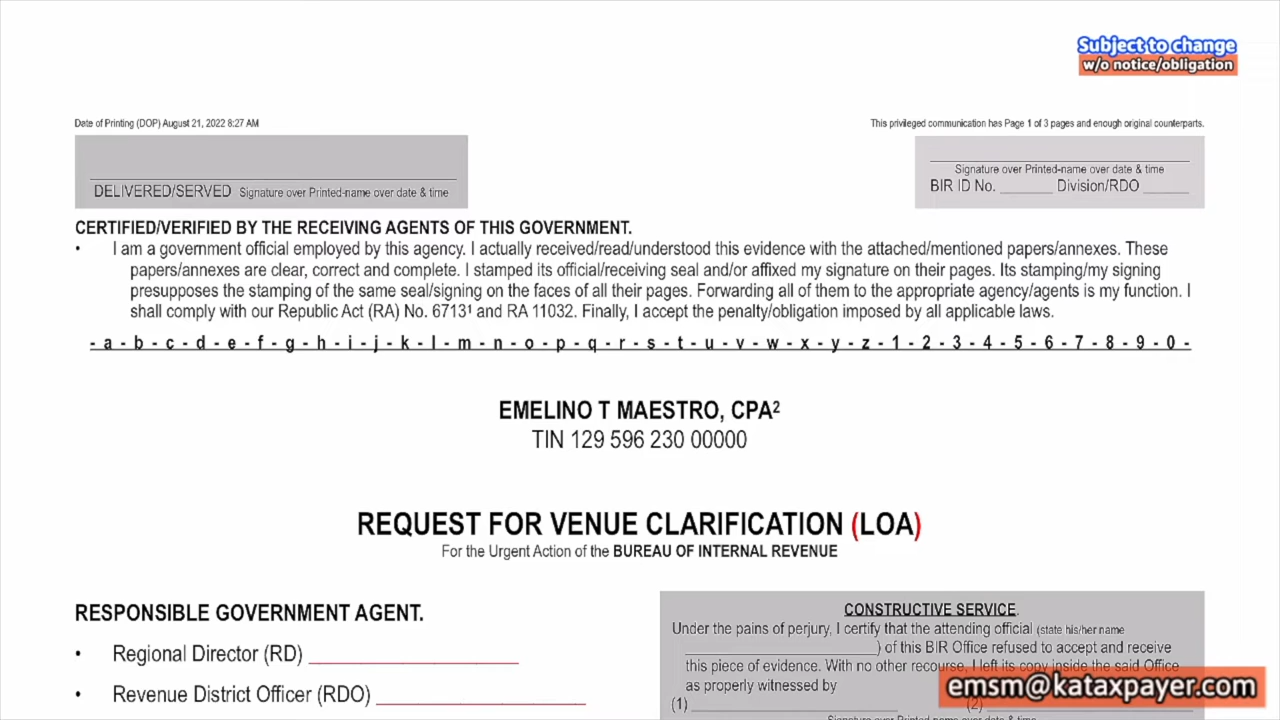 Subject to change
w/o notice/obligation
Date of Printing (DOP) August 21, 2022 8:27 AM
This privileged communication has Page 1 of 3 pages and enough original counterparts.
DELIVERED/SERVED Signature over Printed-name over date & time
Signature over Printed-name over date & time
BIR ID No. ______ Division/RDO _____
CERTIFIED/VERIFIED BY THE RECEIVING AGENTS OF THIS GOVERNMENT.
• I am a government official employed by this agency. I actually received/read/understood this evidence with the attached/mentioned papers/annexes. These
papers/annexes are clear, correct and complete. I stamped its official/receiving seal and/or affixed my signature on their pages. Its stamping/my signing
presupposes the stamping of the same seal/signing on the faces of all their pages. Forwarding all of them to the appropriate agency/agents is my function. I
shall comply with our Republic Act (RA) No. 6713¹ and RA 11032. Finally, I accept the penalty/obligation imposed by all applicable laws.
- a - b - c - d - e - f - g - h - i - j - k - l - m - n - o - p - q - r - s - t - u - v - w - x - y - z - 1 - 2 - 3 - 4 - 5 - 6 - 7 - 8 - 9 - 0 -
EMELINO T MAESTRO, CPA²
TIN 129 596 230 00000
REQUEST FOR VENUE CLARIFICATION (LOA)
For the Urgent Action of the BUREAU OF INTERNAL REVENUE
RESPONSIBLE GOVERNMENT AGENT.
• Regional Director (RD) ____________________
• Revenue District Officer (RDO) ____________________
CONSTRUCTIVE SERVICE.
Under the pains of perjury, I certify that the attending official (state his/her name
____________________) of this BIR Office refused to accept and receive
this piece of evidence. With no other recourse, I left its copy inside the said Office
as properly witnessed by
(1) ____________________ (2) ____________________
Signature over Printed-name over date & time
emsm@kataxpayer.com